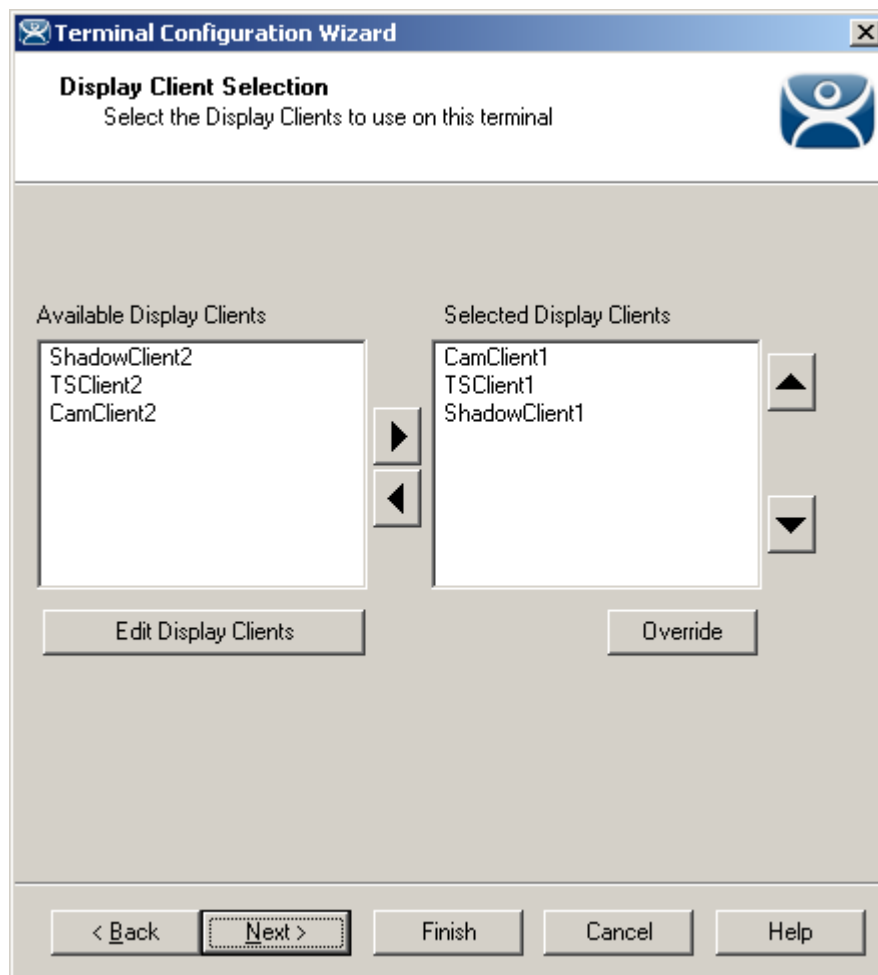 Terminal Configuration Wizard
Display Client Selection
Select the Display Clients to use on this terminal
Available Display Clients
ShadowClient2
TSClient2
CamClient2
Selected Display Clients
CamClient1
TSClient1
ShadowClient1
Edit Display Clients
Override
< Back
Next >
Finish
Cancel
Help